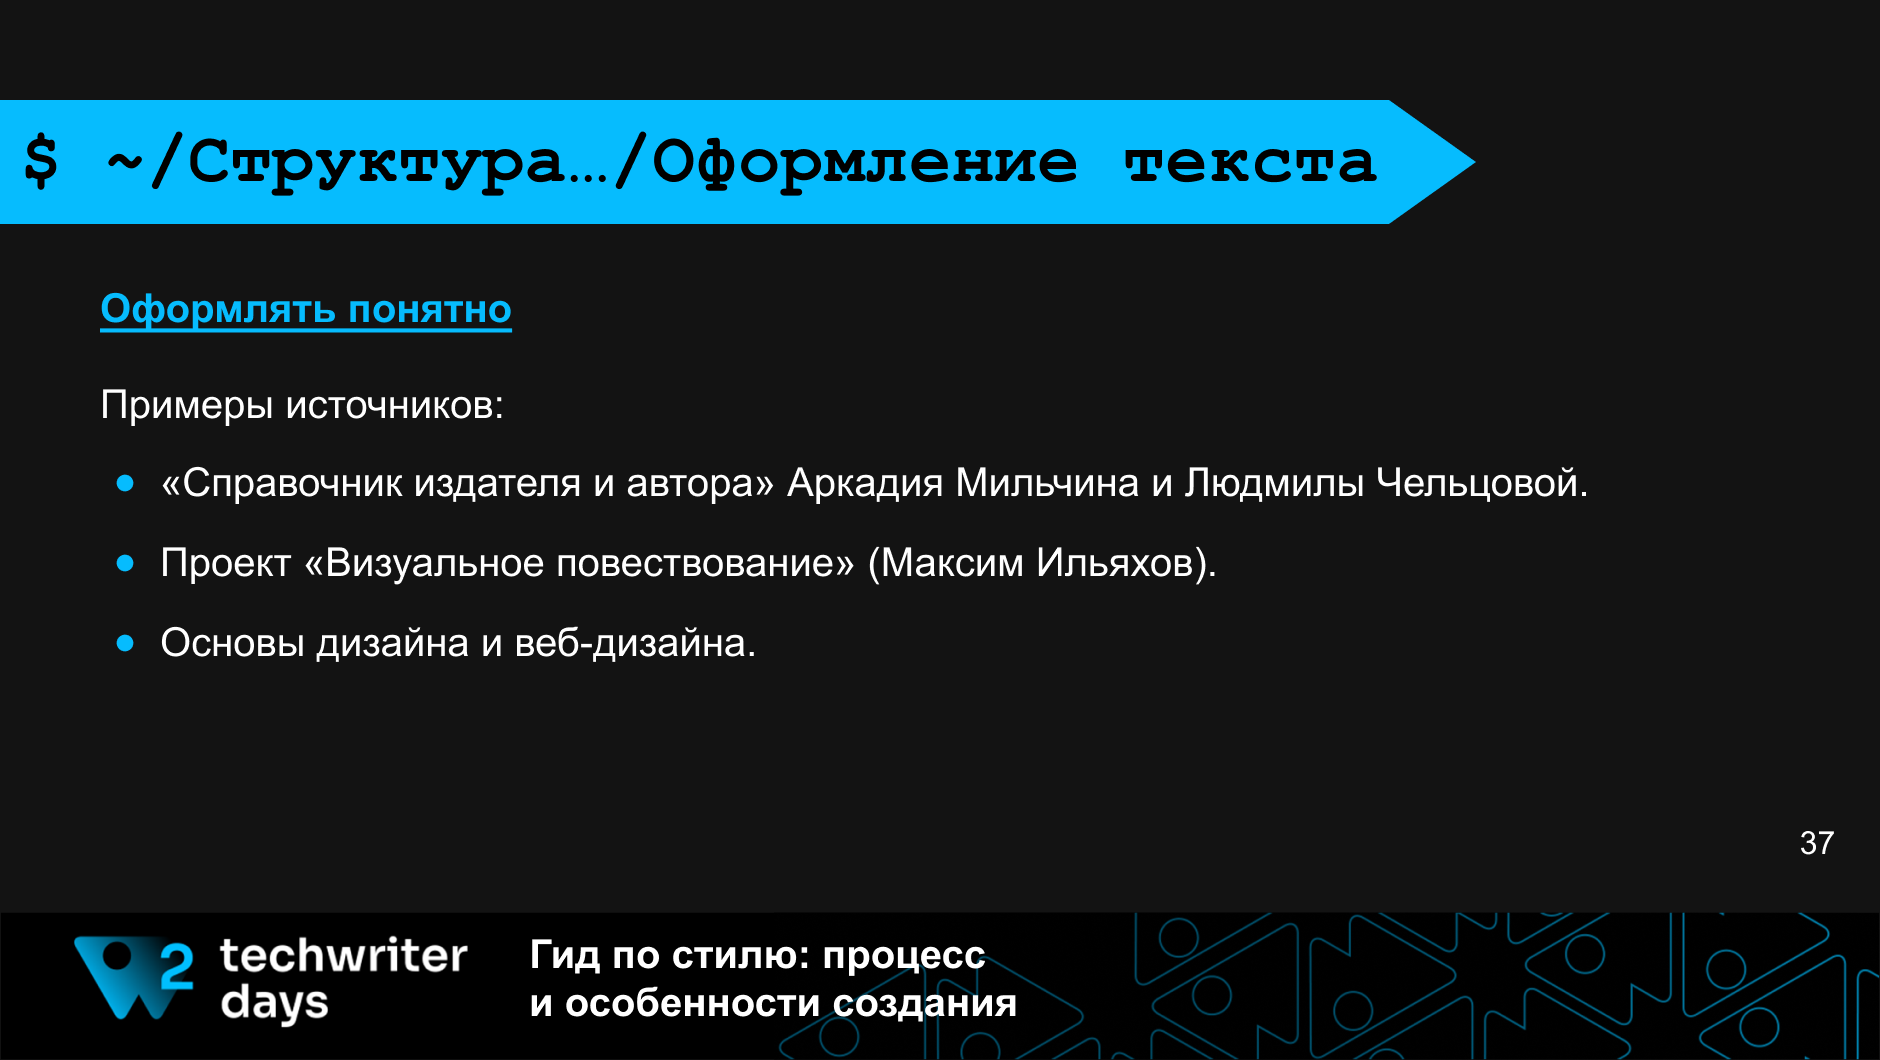 $ ~/Структура…/Оформление текста
Оформлять понятно
Примеры источников:
● «Справочник издателя и автора» Аркадия Мильчина и Людмилы Чельцовой.
● Проект «Визуальное повествование» (Максим Ильяхов).
● Основы дизайна и веб-дизайна.
37
2 techwriter
days
Гид по стилю: процесс
и особенности создания